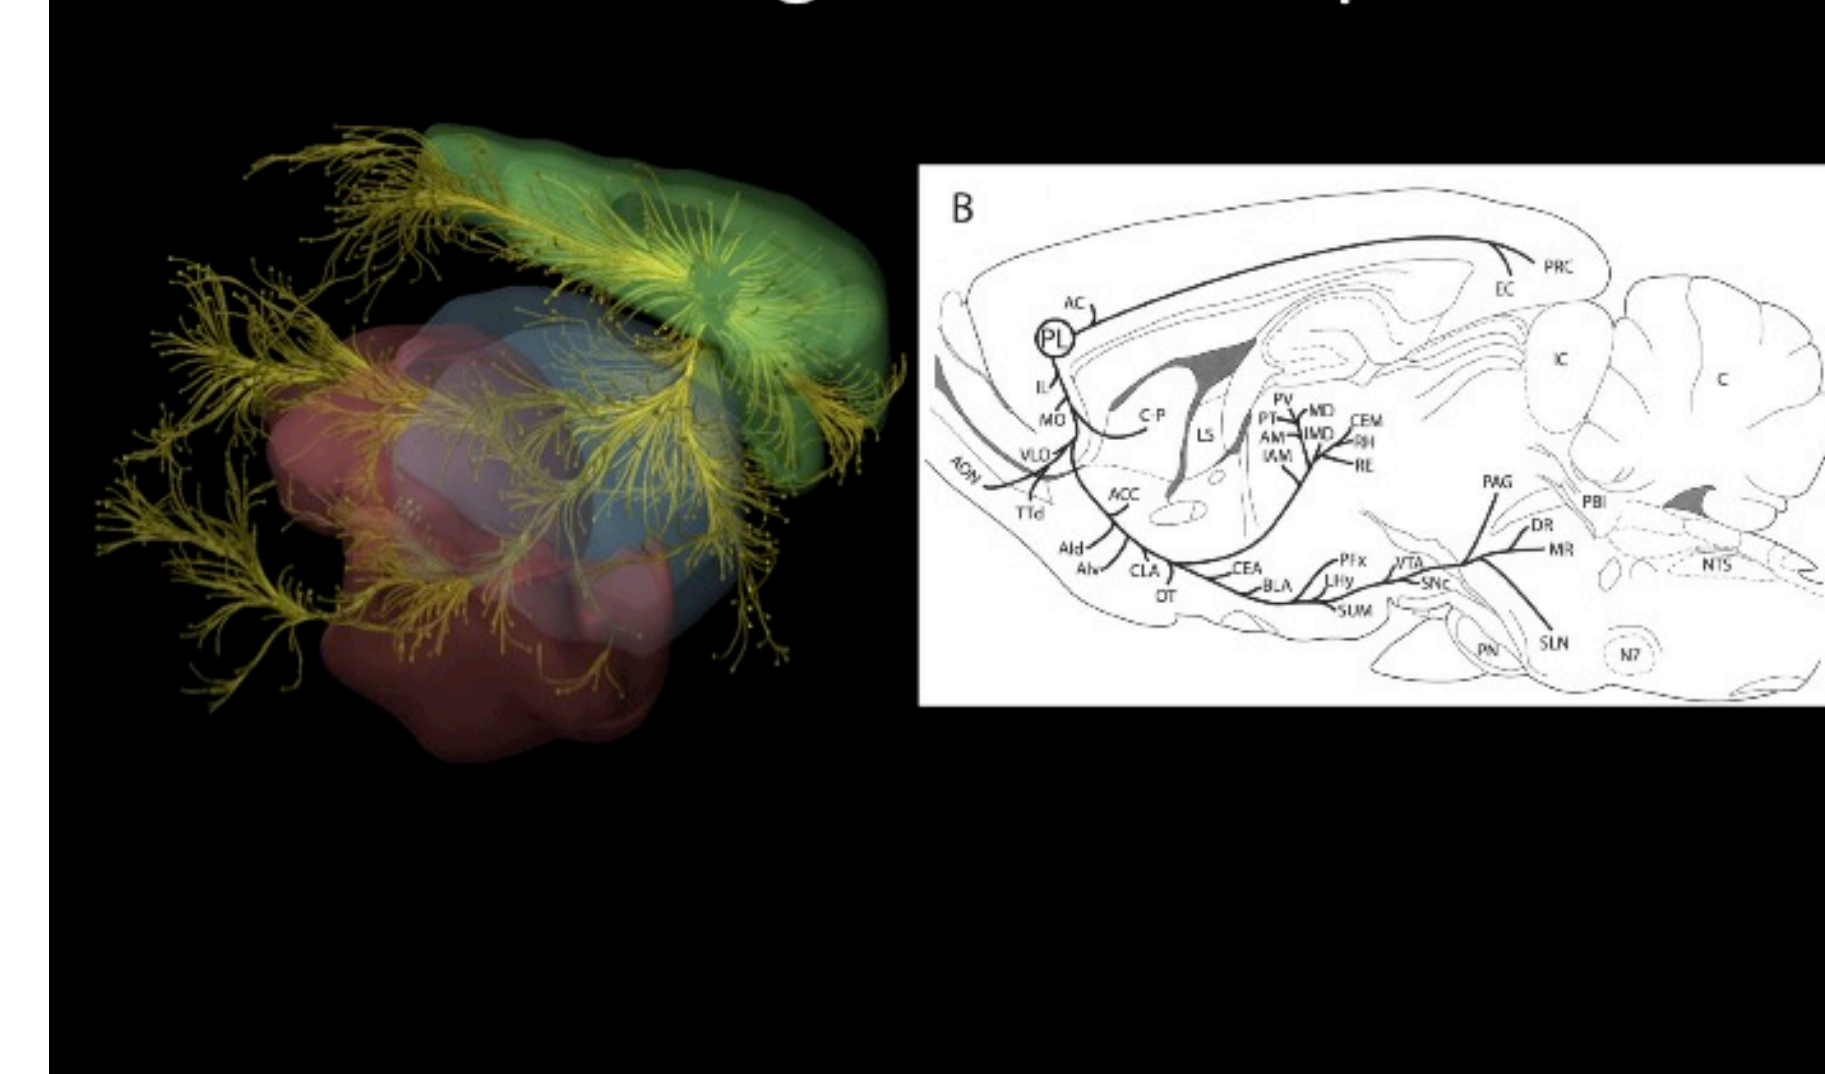 B
PRC
EC
AC
PL
IC
C
IL
MO
C-P
LS
PV
PT
MD
AM
IMD
IAM
CEM
RH
RE
VLO
AON
TTd
ACC
PAG
PBl
DR
MR
NTS
AId
AIv
CLA
OT
CEA
BLA
PFx
LHy
SUM
VTA
SNc
SLN
PN
N7